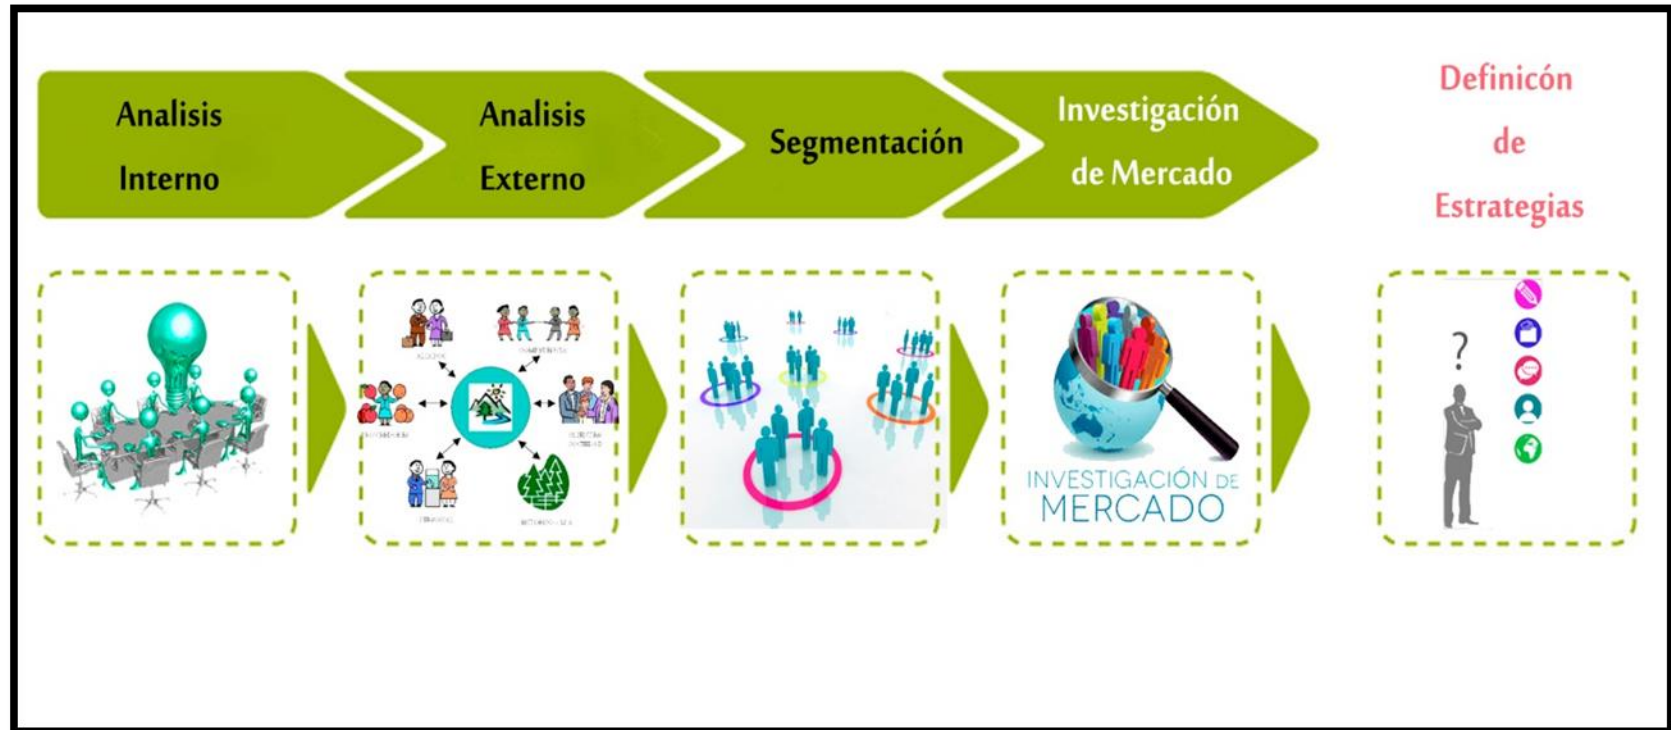 Analisis
Interno
Analisis
Externo
Segmentación
Investigación
de Mercado
Definicón
de
Estrategias
?
INVESTIGACIÓN DE
MERCADO